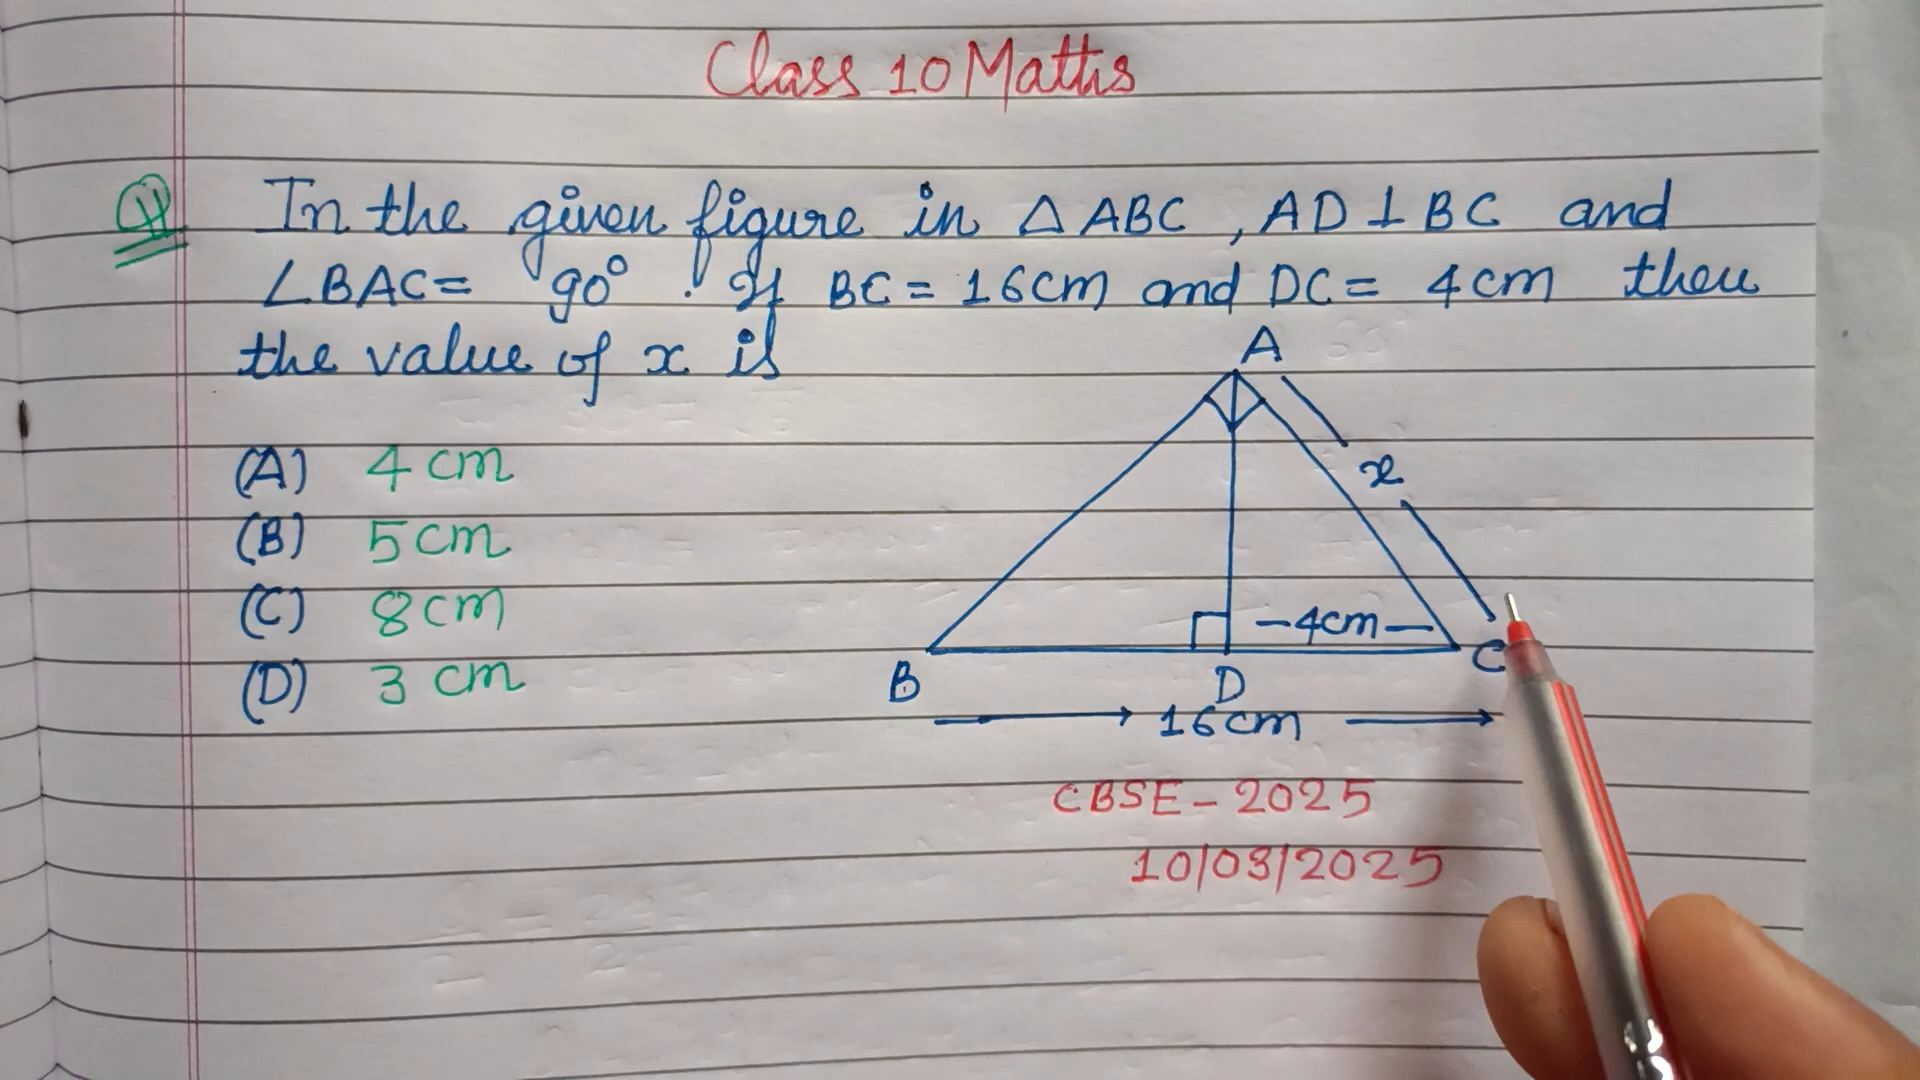 Class 10 Maths
Q In the given figure in △ABC, AD⊥BC and
∠BAC = 90°. If BC = 16cm and DC = 4cm then
the value of x is
(A) 4 cm
(B) 5 cm
(C) 8 cm
(D) 3 cm
A
x
-4cm-
B
D
C
16cm
CBSE - 2025
10/03/2025